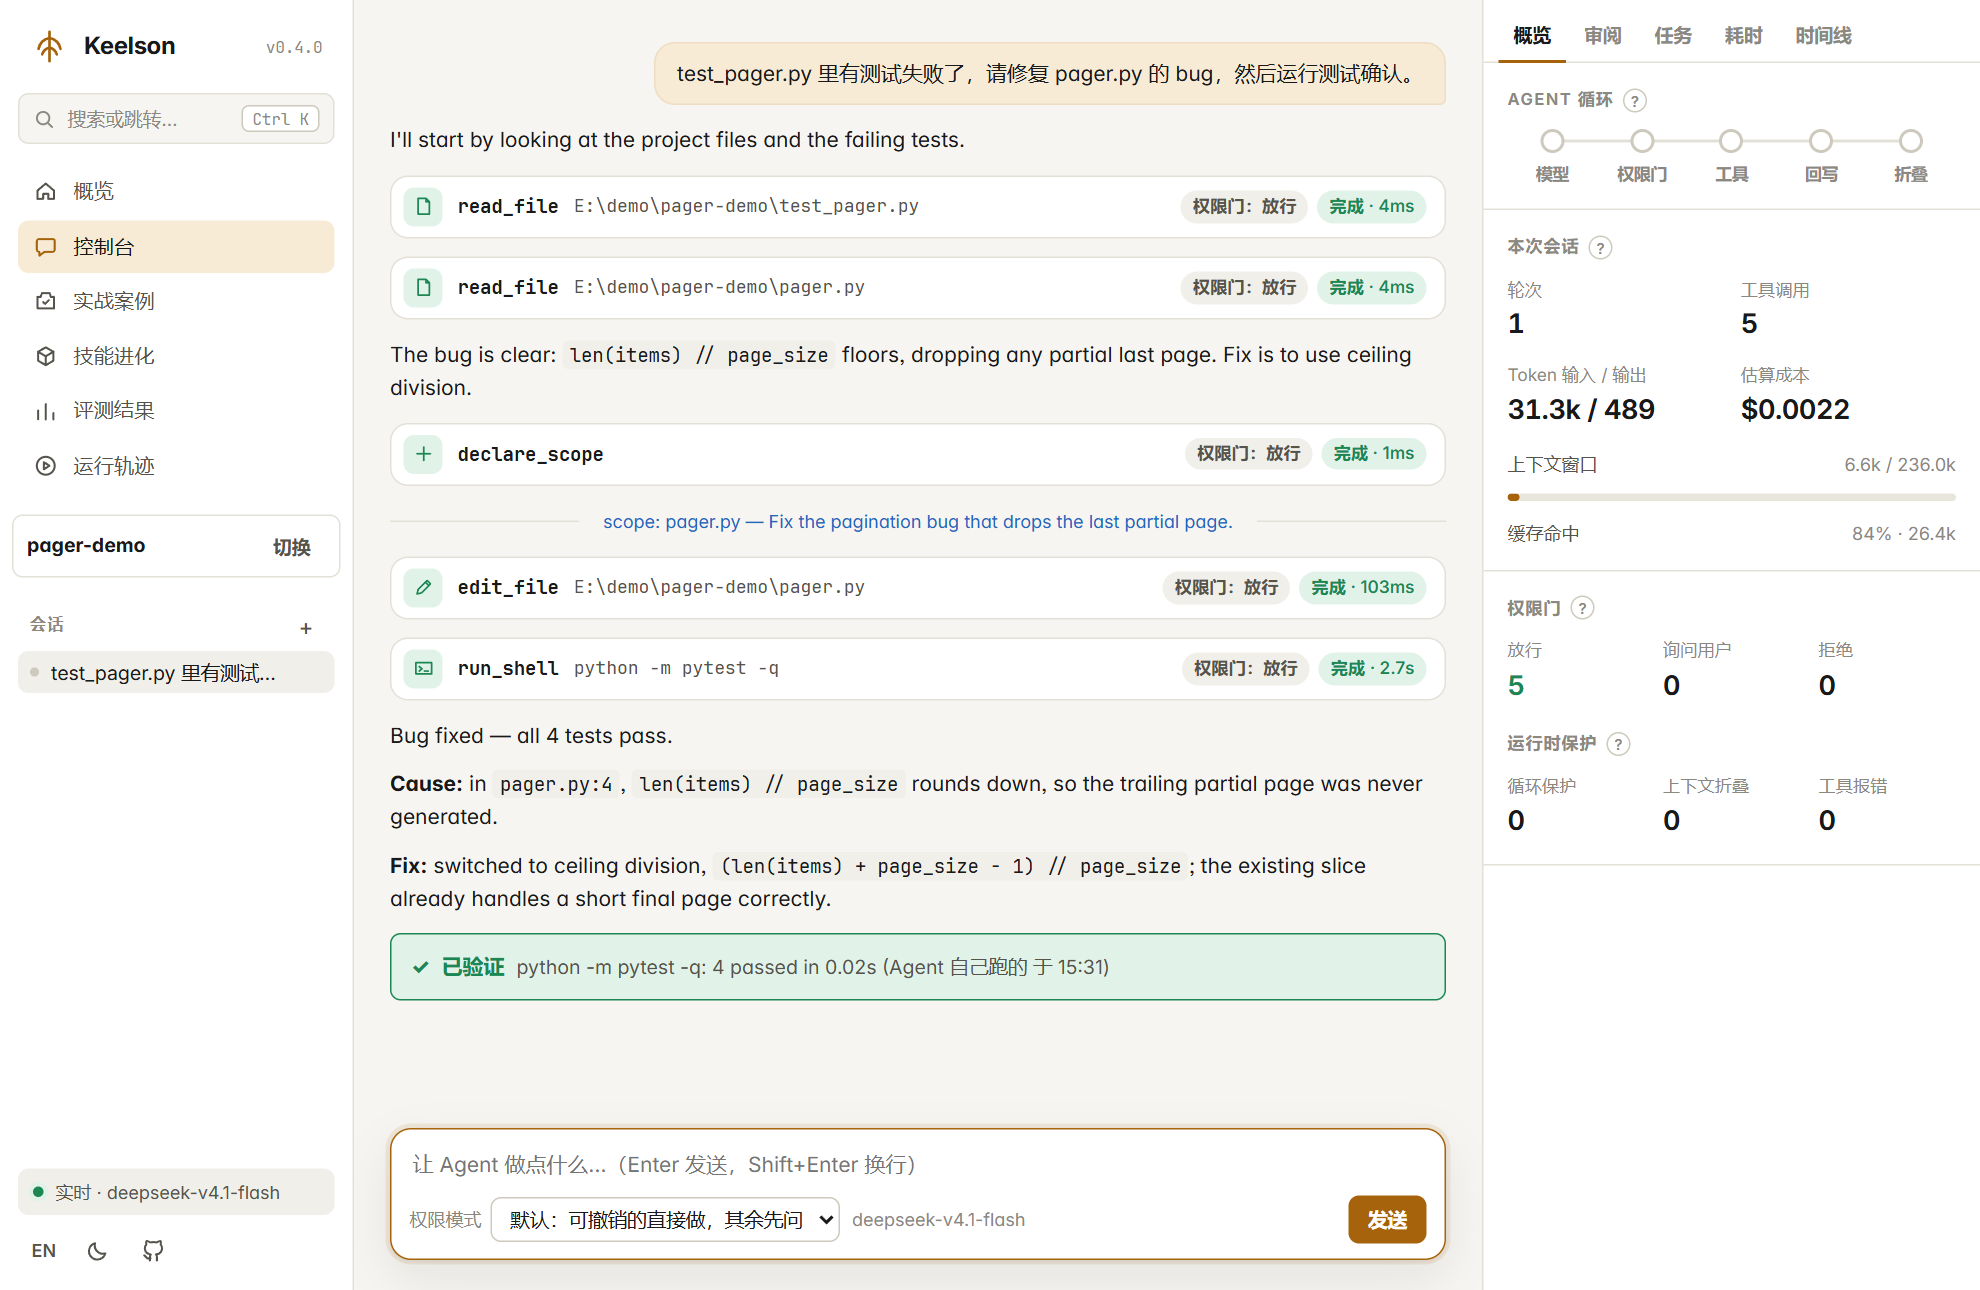 Keelson
v0.4.0
搜索或跳转...
Ctrl K
概览
控制台
实战案例
技能进化
评测结果
运行轨迹
pager-demo
切换
会话
+
test_pager.py 里有测试...
实时 · deepseek-v4.1-flash
EN
test_pager.py 里有测试失败了，请修复 pager.py 的 bug，然后运行测试确认。
I'll start by looking at the project files and the failing tests.
read_file E:\demo\pager-demo\test_pager.py 权限门：放行 完成 · 4ms
read_file E:\demo\pager-demo\pager.py 权限门：放行 完成 · 4ms
The bug is clear: len(items) // page_size floors, dropping any partial last page. Fix is to use ceiling
division.
declare_scope 权限门：放行 完成 · 1ms
scope: pager.py — Fix the pagination bug that drops the last partial page.
edit_file E:\demo\pager-demo\pager.py 权限门：放行 完成 · 103ms
run_shell python -m pytest -q 权限门：放行 完成 · 2.7s
Bug fixed — all 4 tests pass.
Cause: in pager.py:4, len(items) // page_size rounds down, so the trailing partial page was never
generated.
Fix: switched to ceiling division, (len(items) + page_size - 1) // page_size; the existing slice
already handles a short final page correctly.
已验证 python -m pytest -q: 4 passed in 0.02s (Agent 自己跑的 于 15:31)
让 Agent 做点什么...（Enter 发送，Shift+Enter 换行）
权限模式 默认：可撤销的直接做，其余先问 deepseek-v4.1-flash 发送
概览 审阅 任务 耗时 时间线
AGENT 循环 ?
模型 权限门 工具 回写 折叠
本次会话 ?
轮次 工具调用
1 5
Token 输入 / 输出 估算成本
31.3k / 489 $0.0022
上下文窗口 6.6k / 236.0k
缓存命中 84% · 26.4k
权限门 ?
放行 询问用户 拒绝
5 0 0
运行时保护 ?
循环保护 上下文折叠 工具报错
0 0 0